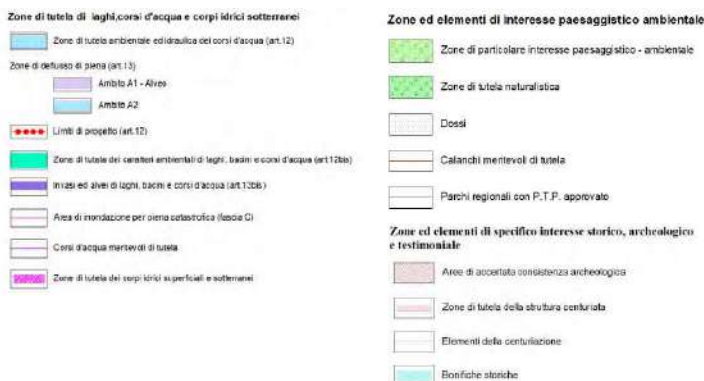 Zone di tutela di laghi,corsi d'acqua e corpi idrici sotterranei
Zone di tutela ambientale ed idraulica dei corsi d'acqua (art.12)
Zone di deflusso di piena (art.13)
Ambito A1 - Alveo
Ambito A2
Limiti di progetto (art.12)
Zone di tutela dei caratteri ambientali di laghi, bacini e corsi d'acqua (art.12bis)
Invasi ed alvei di laghi, bacini e corsi d'acqua (art.13bis)
Area di inondazione per piena catastrofica (fascia C)
Corsi d'acqua meritevoli di tutela
Zone di tutela dei corpi idrici superficiali e sotterranei
Zone ed elementi di interesse paesaggistico ambientale
Zone di particolare interesse paesaggistico - ambientale
Zone di tutela naturalistica
Dossi
Calanchi meritevoli di tutela
Parchi regionali con P.T.P. approvato
Zone ed elementi di specifico interesse storico, archeologico
e testimoniale
Aree di accertata consistenza archeologica
Zone di tutela della struttura centuriata
Elementi della centuriazione
Bonifiche storiche